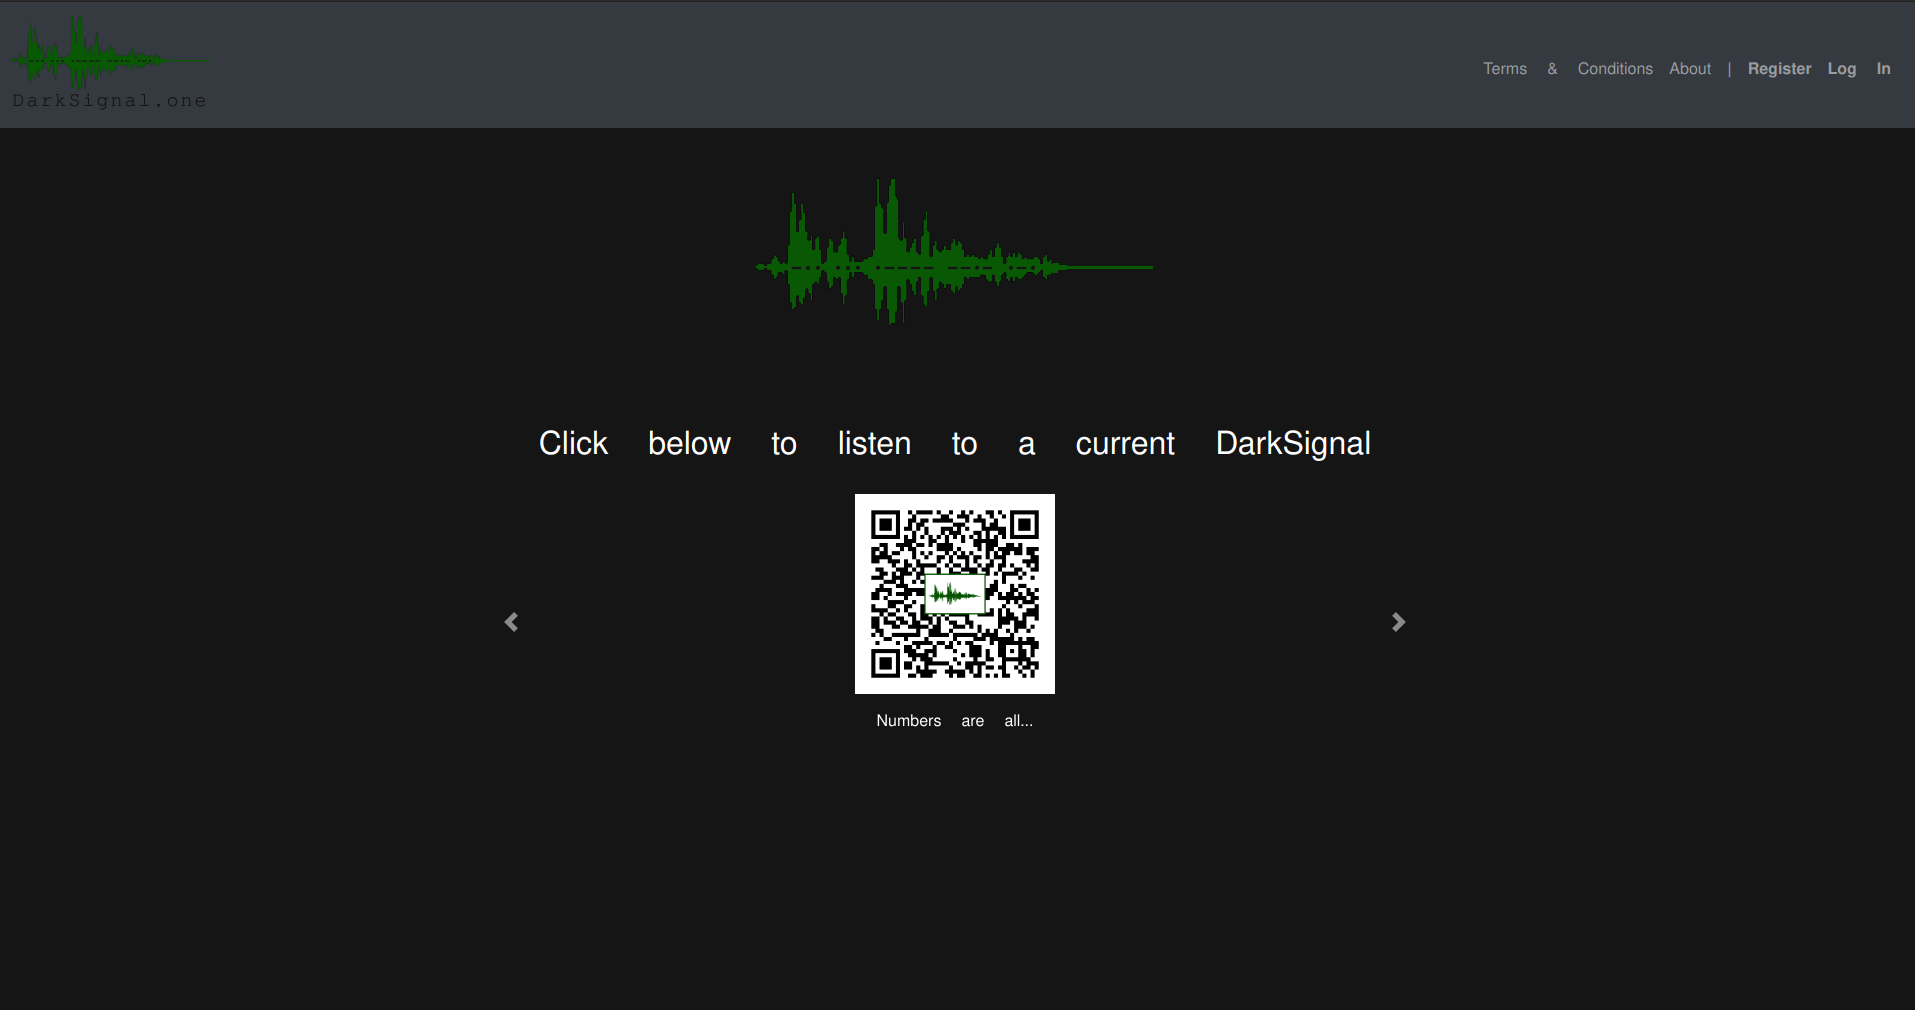 DarkSignal.one
Terms & Conditions About | Register Log In
Click below to listen to a current DarkSignal
Numbers are all...